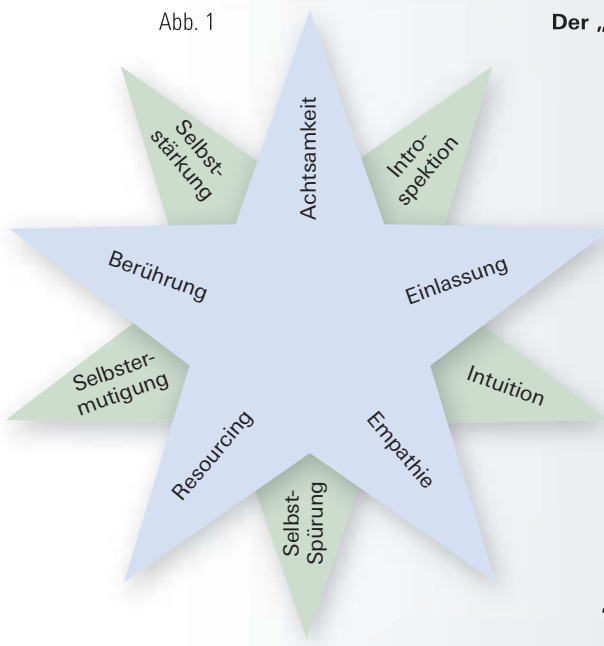 Abb. 1
Der „
Achtsamkeit
Selbst-
stärkung
Intro-
spektion
Berührung
Einlassung
Selbster-
mutigung
Intuition
Resourcing
Empathie
Selbst-
Spürung
„